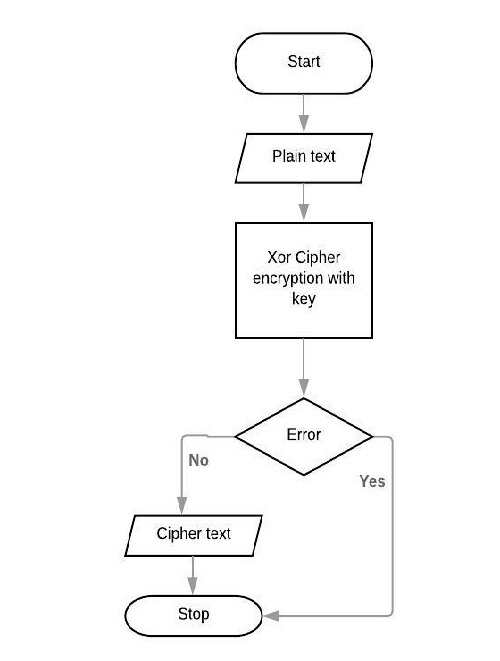 Start
Plain text
Xor Cipher
encryption with
key
Error
No
Yes
Cipher text
Stop